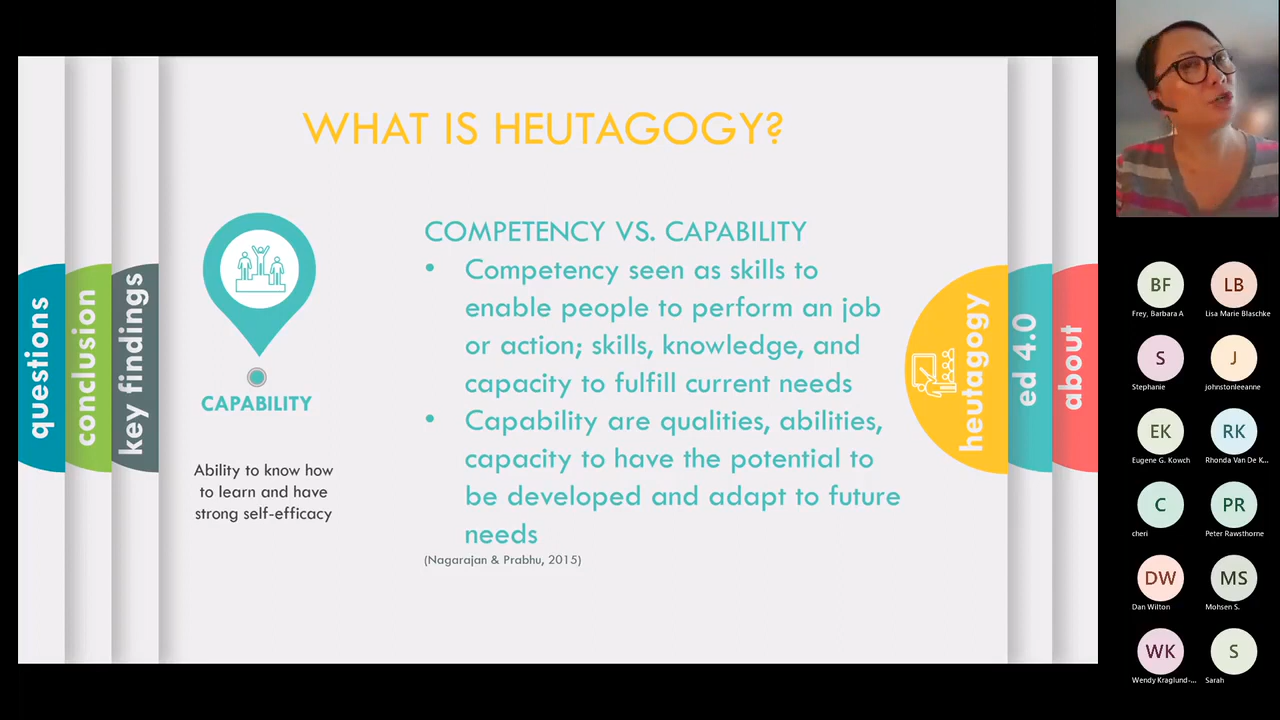 WHAT IS HEUTAGOGY?
questions
conclusion
key findings
CAPABILITY
Ability to know how
to learn and have
strong self-efficacy
COMPETENCY VS. CAPABILITY
• Competency seen as skills to
enable people to perform an job
or action; skills, knowledge, and
capacity to fulfill current needs
• Capability are qualities, abilities,
capacity to have the potential to
be developed and adapt to future
needs
(Nagarajan & Prabhu, 2015)
heutagogy
ed 4.0
about
BF
Frey, Barbara A
LB
Lisa Marie Blaschke
S
Stephanie
J
johnstonleeanne
EK
Eugene G. Kowch
RK
Rhonda Van De K...
C
cheri
PR
Peter Rawsthorne
DW
Dan Wilton
MS
Mohsen S.
WK
Wendy Kraglund-...
S
Sarah